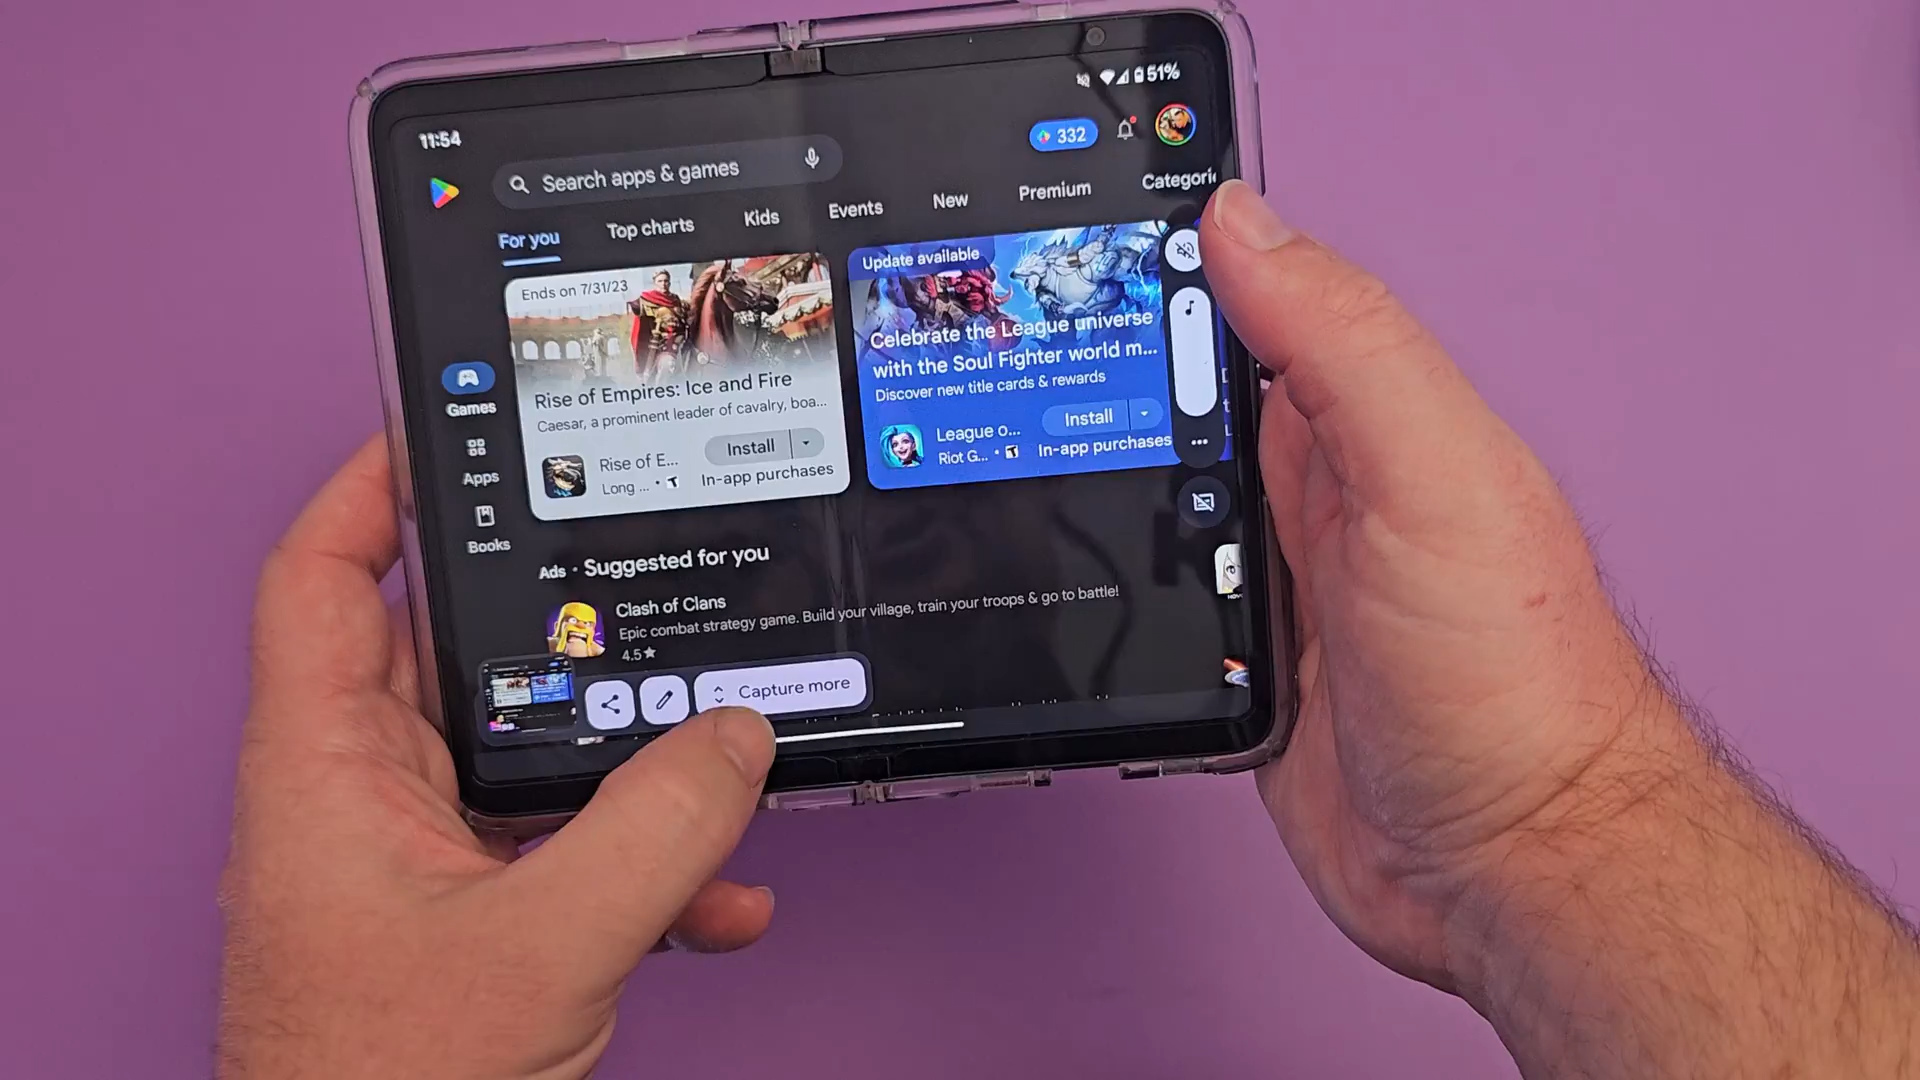 11:54
51%
Search apps & games
332
For you
Top charts
Kids
Events
New
Premium
Categori
Ends on 7/31/23
Rise of Empires: Ice and Fire
Caesar, a prominent leader of cavalry, boa...
Rise of E...
Long ... •
Install
In-app purchases
Update available
Celebrate the League universe
with the Soul Fighter world m...
Discover new title cards & rewards
League o...
Riot G... •
Install
In-app purchases
Games
Apps
Books
Ads • Suggested for you
Clash of Clans
Epic combat strategy game. Build your village, train your troops & go to battle!
4.5★
Capture more